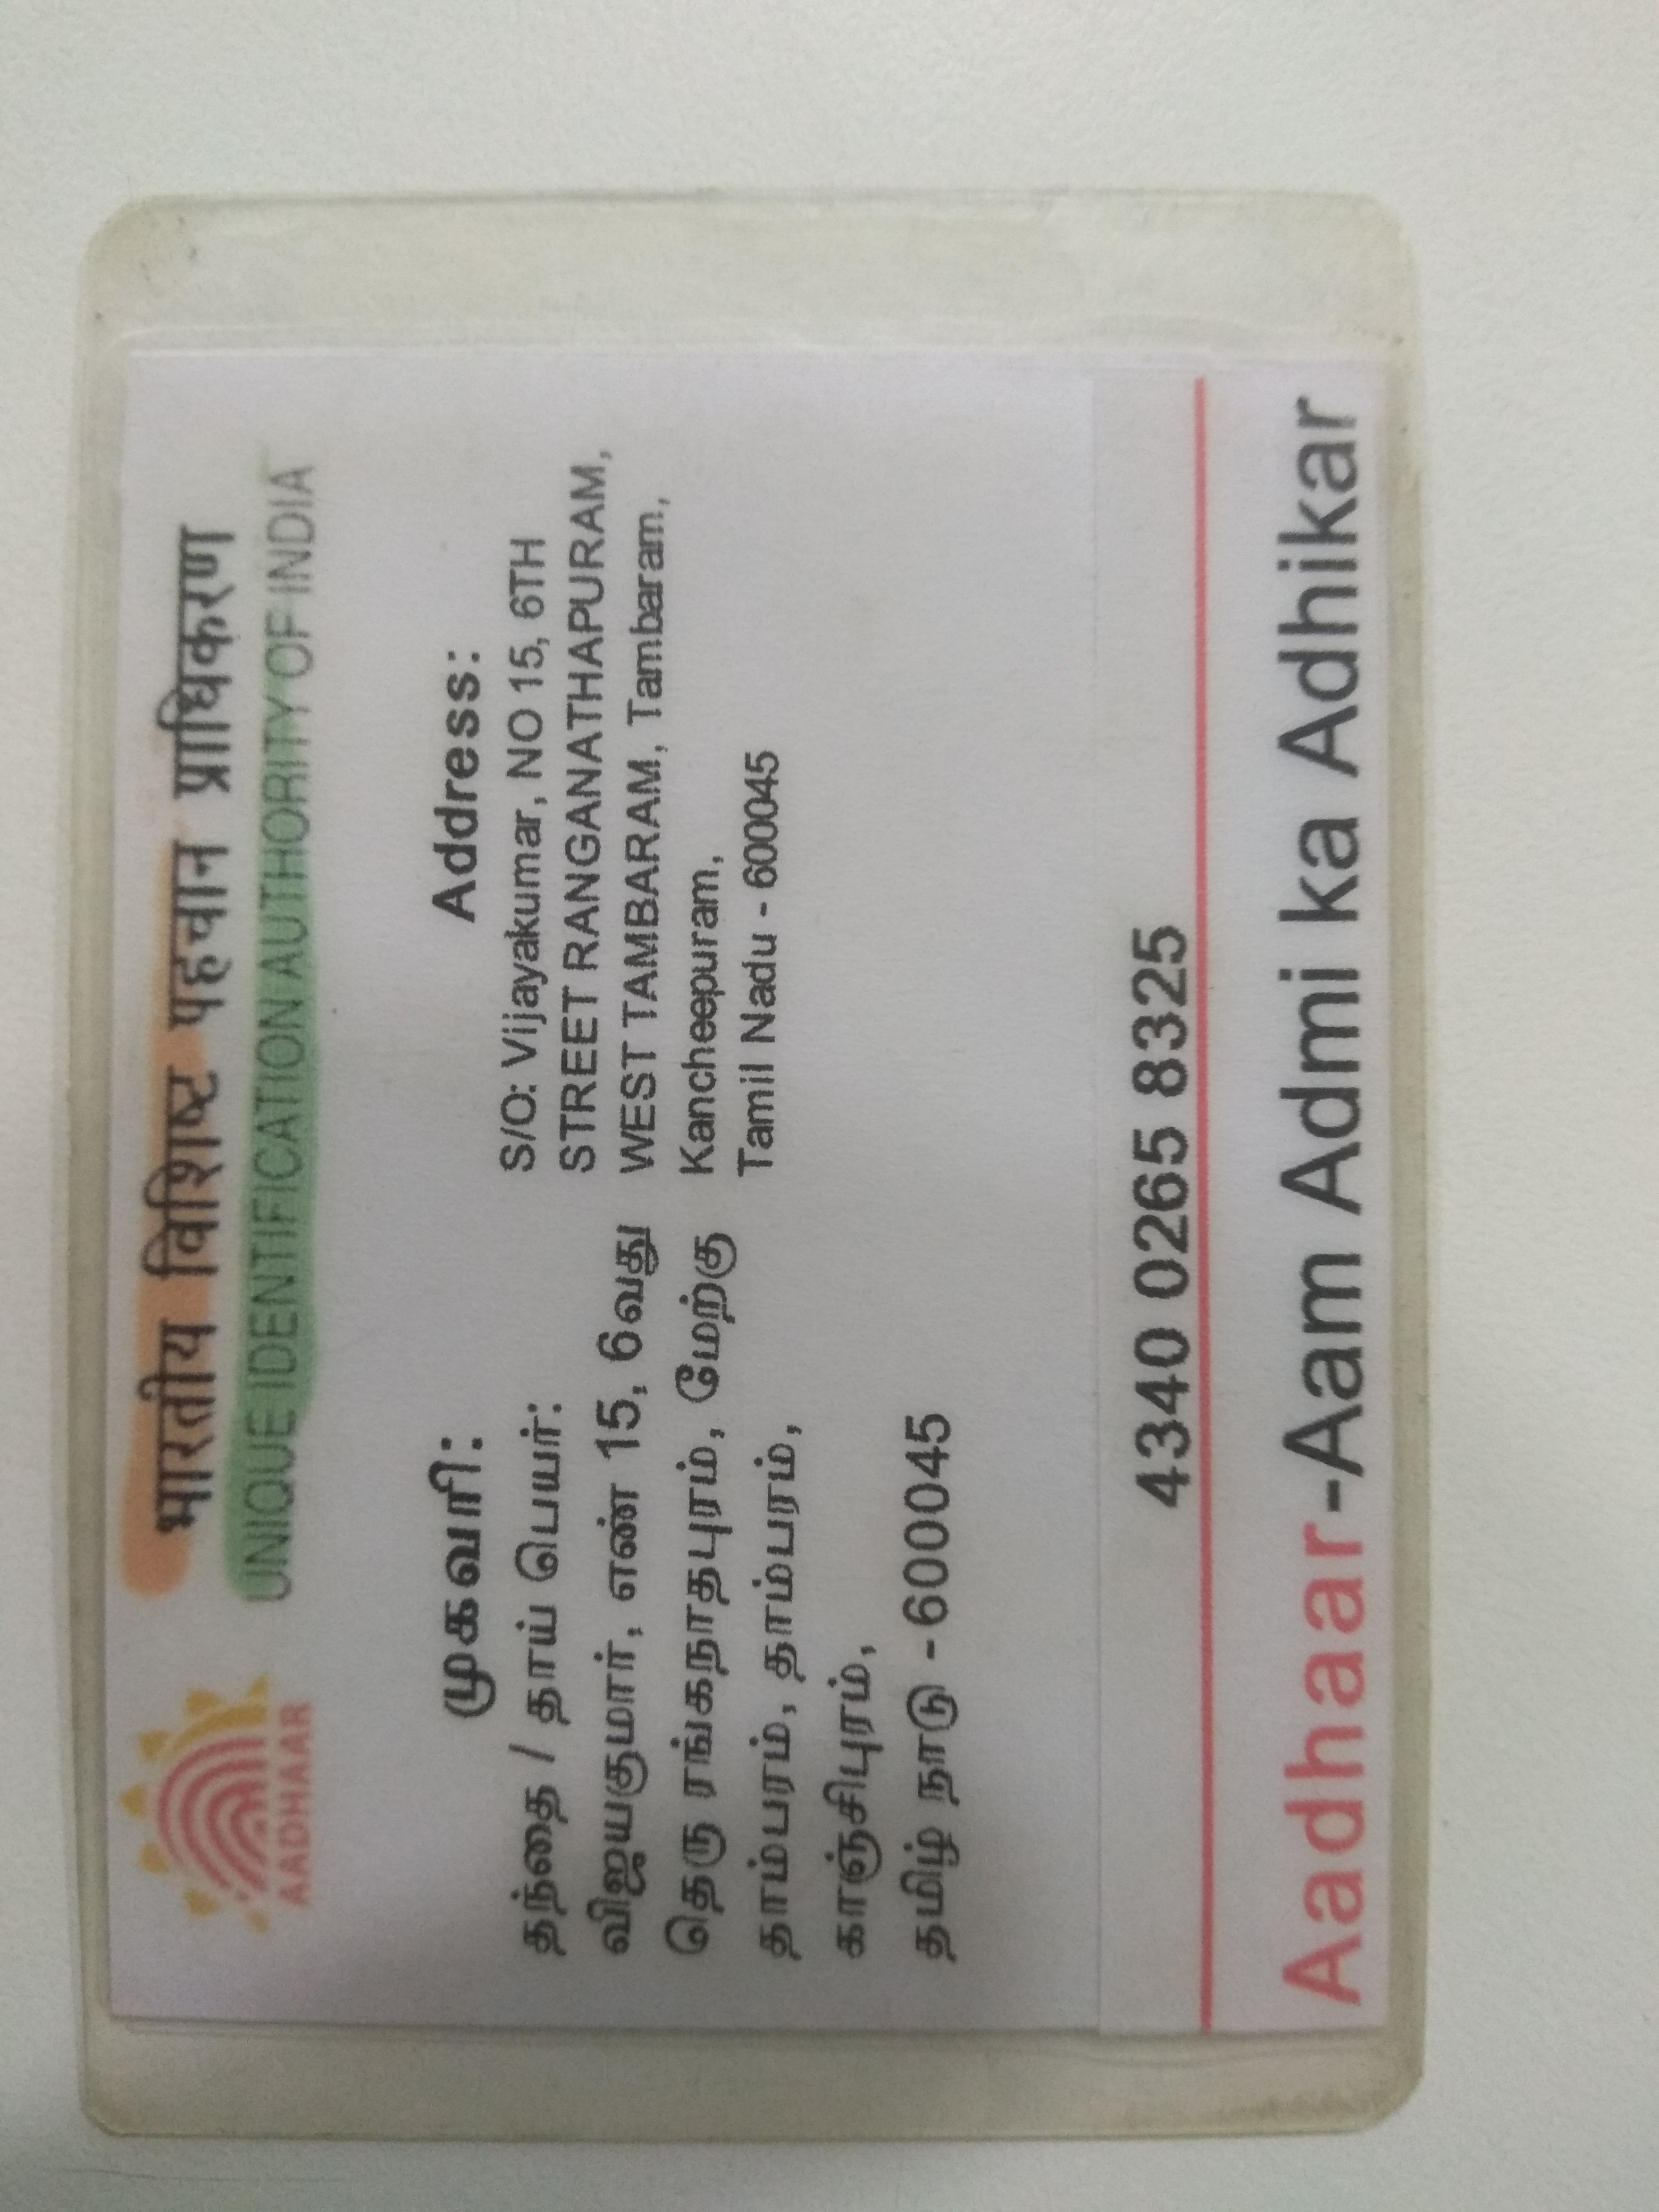 भारतीय विशिष्ट पहचान प्राधिकरण
UNIQUE IDENTIFICATION AUTHORITY OF INDIA
AADHAAR
முகவரி:
தந்தை / தாய் பெயர்:
விஜயகுமார், எண் 15, 6வது
தெரு ரங்கநாதபுரம், மேற்கு
தாம்பரம், தாம்பரம்,
காஞ்சிபுரம்,
தமிழ் நாடு - 600045
Address:
S/O: Vijayakumar, NO 15, 6TH
STREET RANGANATHAPURAM,
WEST TAMBARAM, Tambaram,
Kancheepuram,
Tamil Nadu - 600045
4340 0265 8325
Aadhaar-Aam Admi ka Adhikar